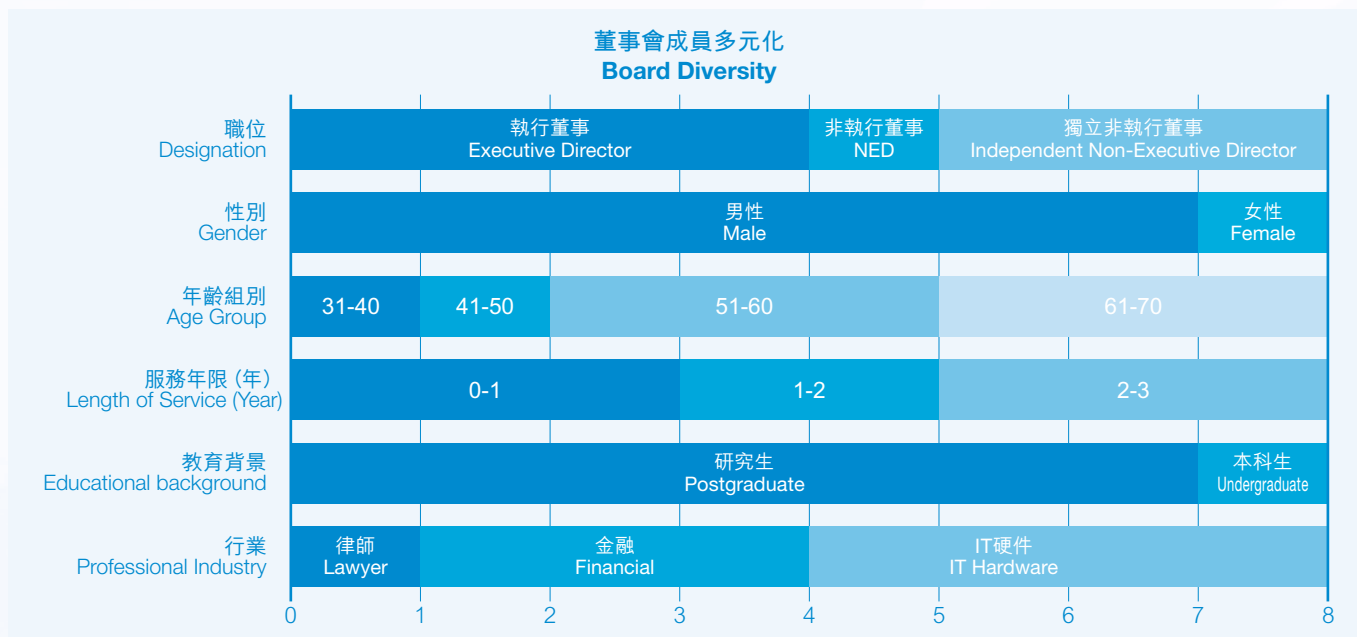 董事會成員多元化
Board Diversity
職位
Designation
執行董事
Executive Director
非執行董事
NED
獨立非執行董事
Independent Non-Executive Director
性別
Gender
男性
Male
女性
Female
年齡組別
Age Group
31-40
41-50
51-60
61-70
服務年限（年）
Length of Service (Year)
0-1
1-2
2-3
教育背景
Educational background
研究生
Postgraduate
本科生
Undergraduate
行業
Professional Industry
律師
Lawyer
金融
Financial
IT硬件
IT Hardware
0 1 2 3 4 5 6 7 8